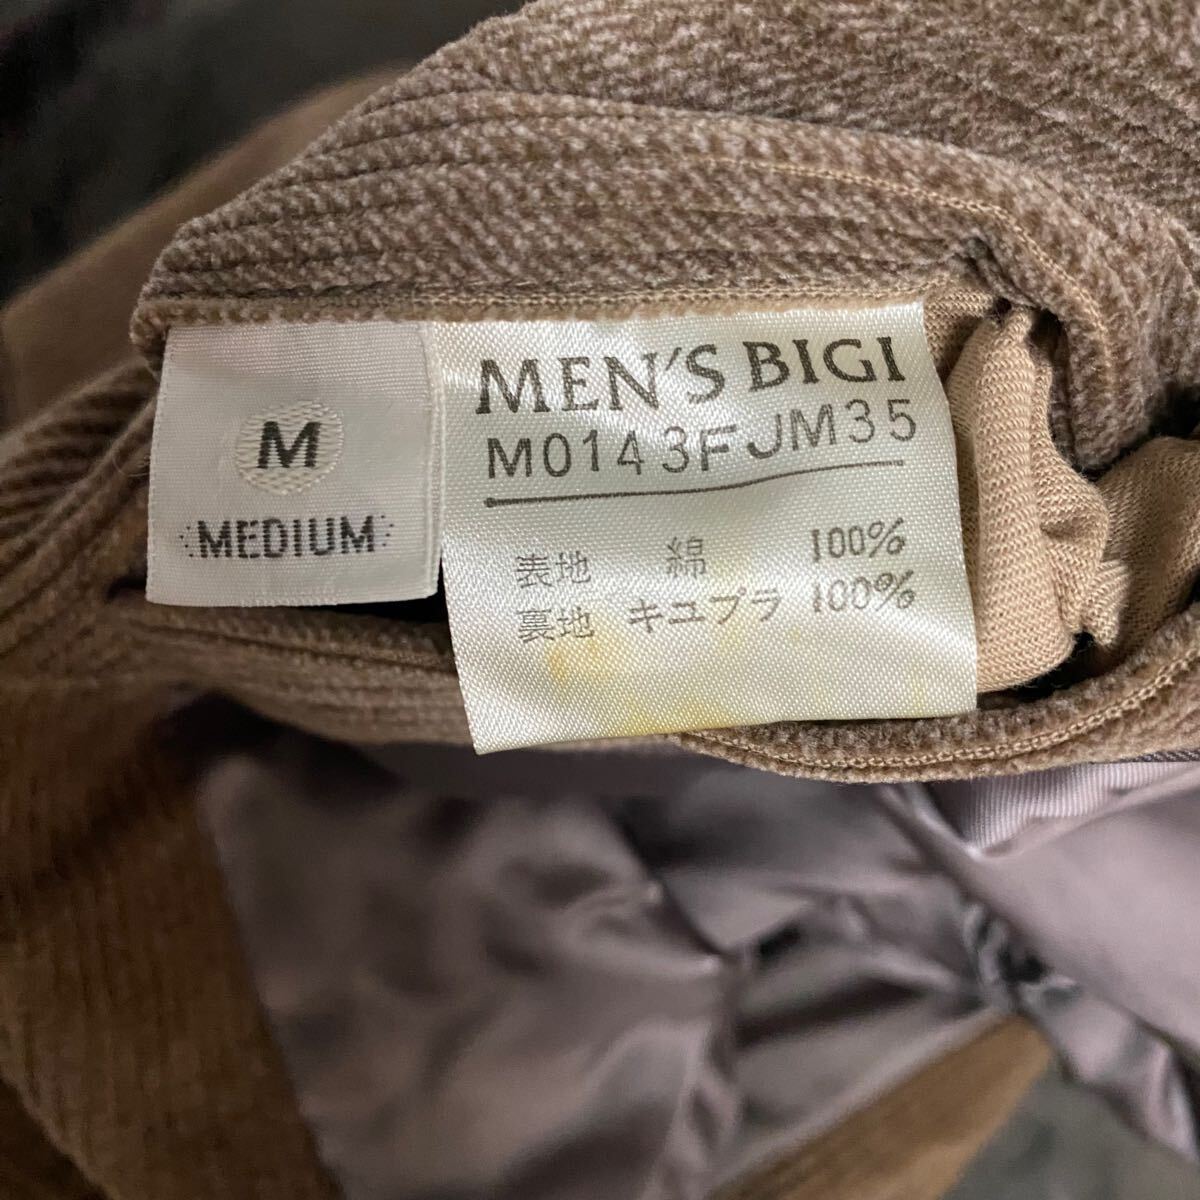 M
MEDIUM
MEN'S BIGI
M0143FJM35
表地 綿 100%
裏地 キュプラ 100%